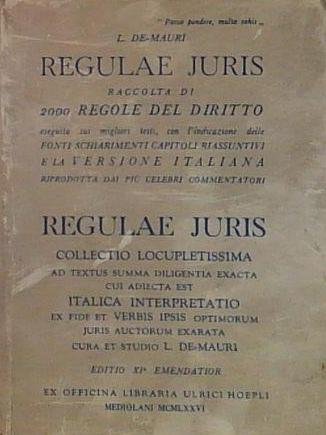 " Pauca pandere, multa vehis „
L. DE-MAURI
REGULAE JURIS
RACCOLTA DI
2000 REGOLE DEL DIRITTO
eseguita sui migliori testi, con l'indicazione delle
FONTI SCHIARIMENTI CAPITOLI RIASSUNTIVI
E LA VERSIONE ITALIANA
RIPRODOTTA DAI PIÙ CELEBRI COMMENTATORI
REGULAE JURIS
COLLECTIO LOCUPLETISSIMA
AD TEXTUS SUMMA DILIGENTIA EXACTA
CUI ADIECTA EST
ITALICA INTERPRETATIO
EX FIDE ET VERBIS IPSIS OPTIMORUM
JURIS AUCTORUM EXARATA
CURA ET STUDIO L. DE-MAURI
EDITIO XIª EMENDATIOR
EX OFFICINA LIBRARIA ULRICI HOEPLI
MEDIOLANI MCMLXXVI